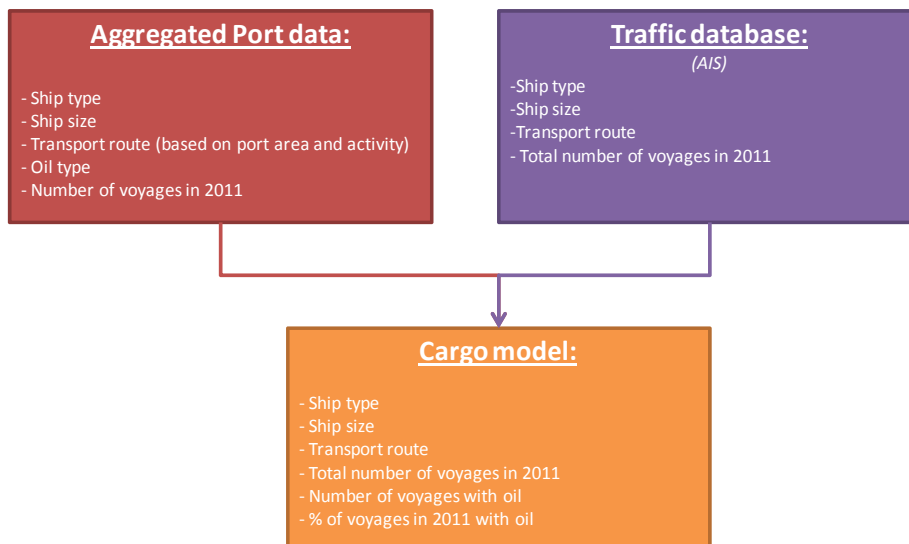 Aggregated Port data:
- Ship type
- Ship size
- Transport route (based on port area and activity)
- Oil type
- Number of voyages in 2011
Traffic database:
(AIS)
-Ship type
-Ship size
-Transport route
- Total number of voyages in 2011
Cargo model:
- Ship type
- Ship size
- Transport route
- Total number of voyages in 2011
- Number of voyages with oil
- % of voyages in 2011 with oil